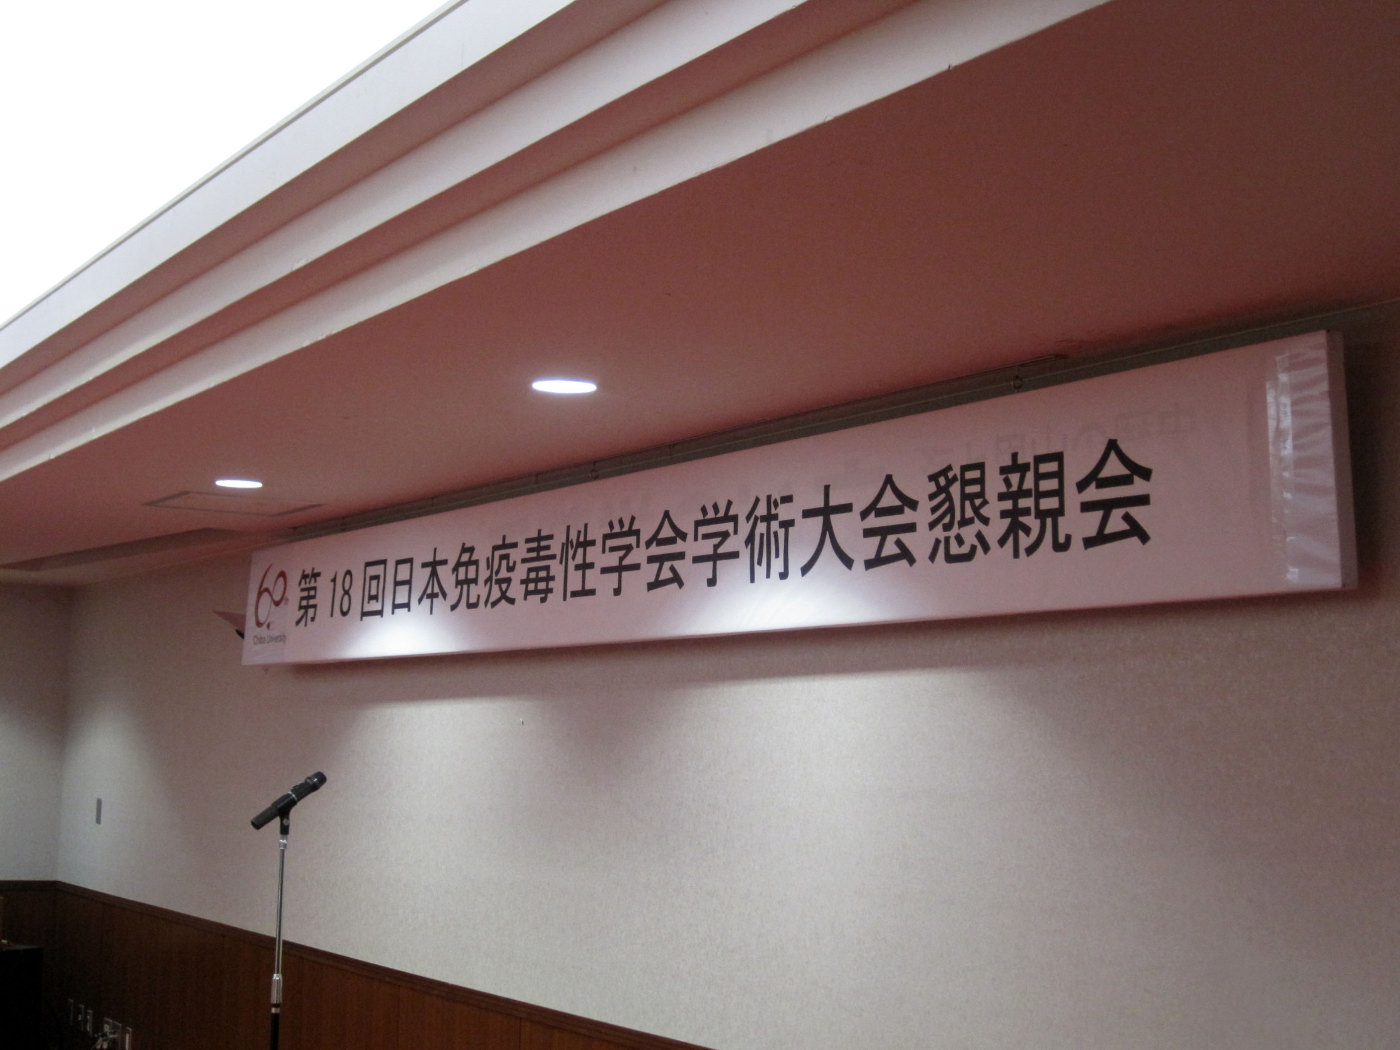 60th
Chiba University
第18回日本免疫毒性学会学術大会懇親会